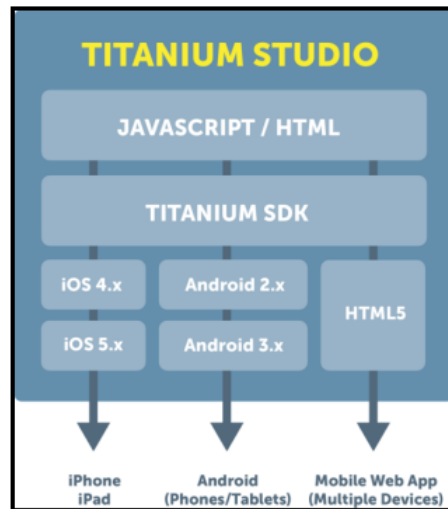 TITANIUM STUDIO
JAVASCRIPT / HTML
TITANIUM SDK
iOS 4.x
Android 2.x
HTML5
iOS 5.x
Android 3.x
iPhone
iPad
Android
(Phones/Tablets)
Mobile Web App
(Multiple Devices)